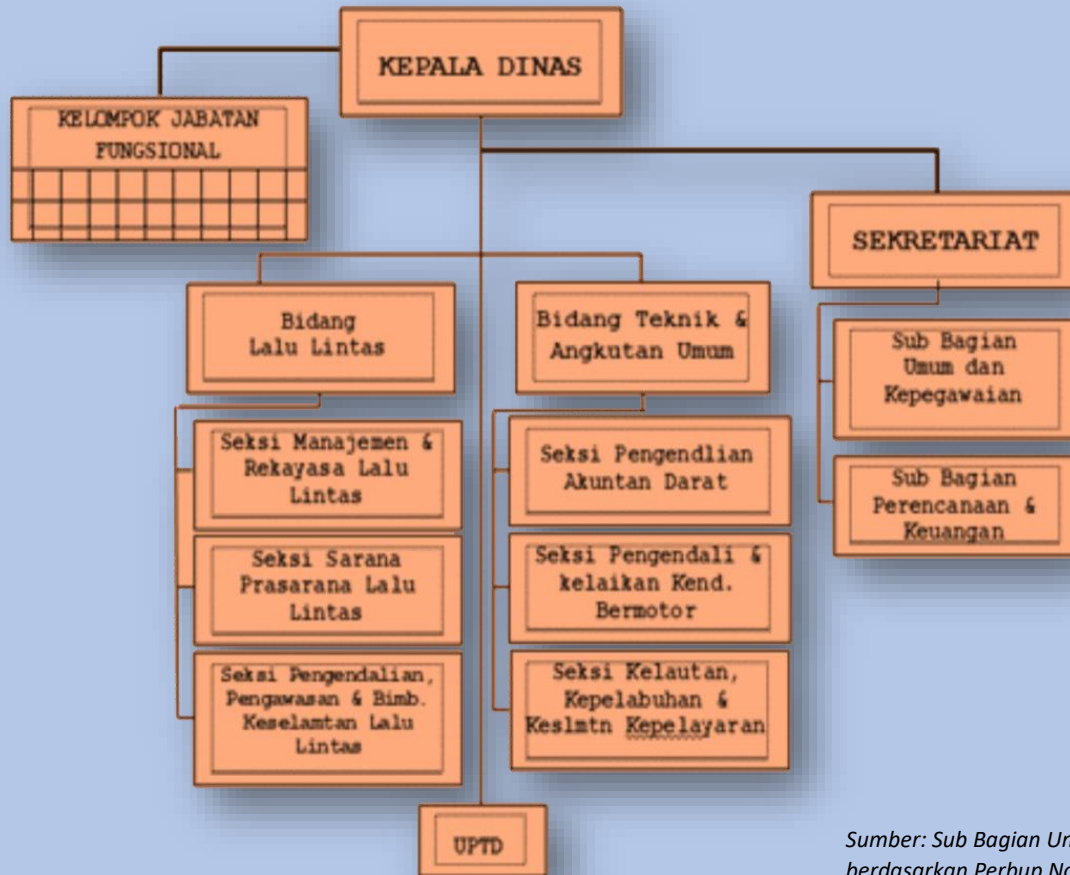 KEPALA DINAS
KELOMPOK JABATAN
FUNGSIONAL
SEKRETARIAT
Bidang
Lalu Lintas
Bidang Teknik &
Angkutan Umum
Sub Bagian
Umum dan
Kepegawaian
Seksi Manajemen &
Rekayasa Lalu
Lintas
Seksi Pengendlian
Akuntan Darat
Sub Bagian
Perencanaan &
Keuangan
Seksi Sarana
Prasarana Lalu
Lintas
Seksi Pengendali &
kelaikan Kend.
Bermotor
Seksi Pengendalian,
Pengawasan & Bimb.
Keselamtan Lalu
Lintas
Seksi Kelautan,
Kepelabuhan &
Keslmtn Kepelayaran
UPTD
Sumber: Sub Bagian
berdasarkan Perbup